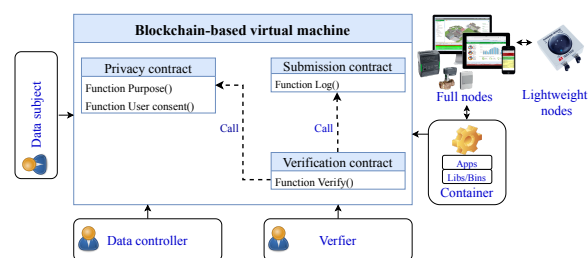 Blockchain-based virtual machine
Privacy contract
Function Purpose()
Function User consent()
Submission contract
Function Log()
Call
Call
Verification contract
Function Verify()
Data subject
Full nodes
Lightweight
nodes
Apps
Libs/Bins
Container
Data controller
Verfier